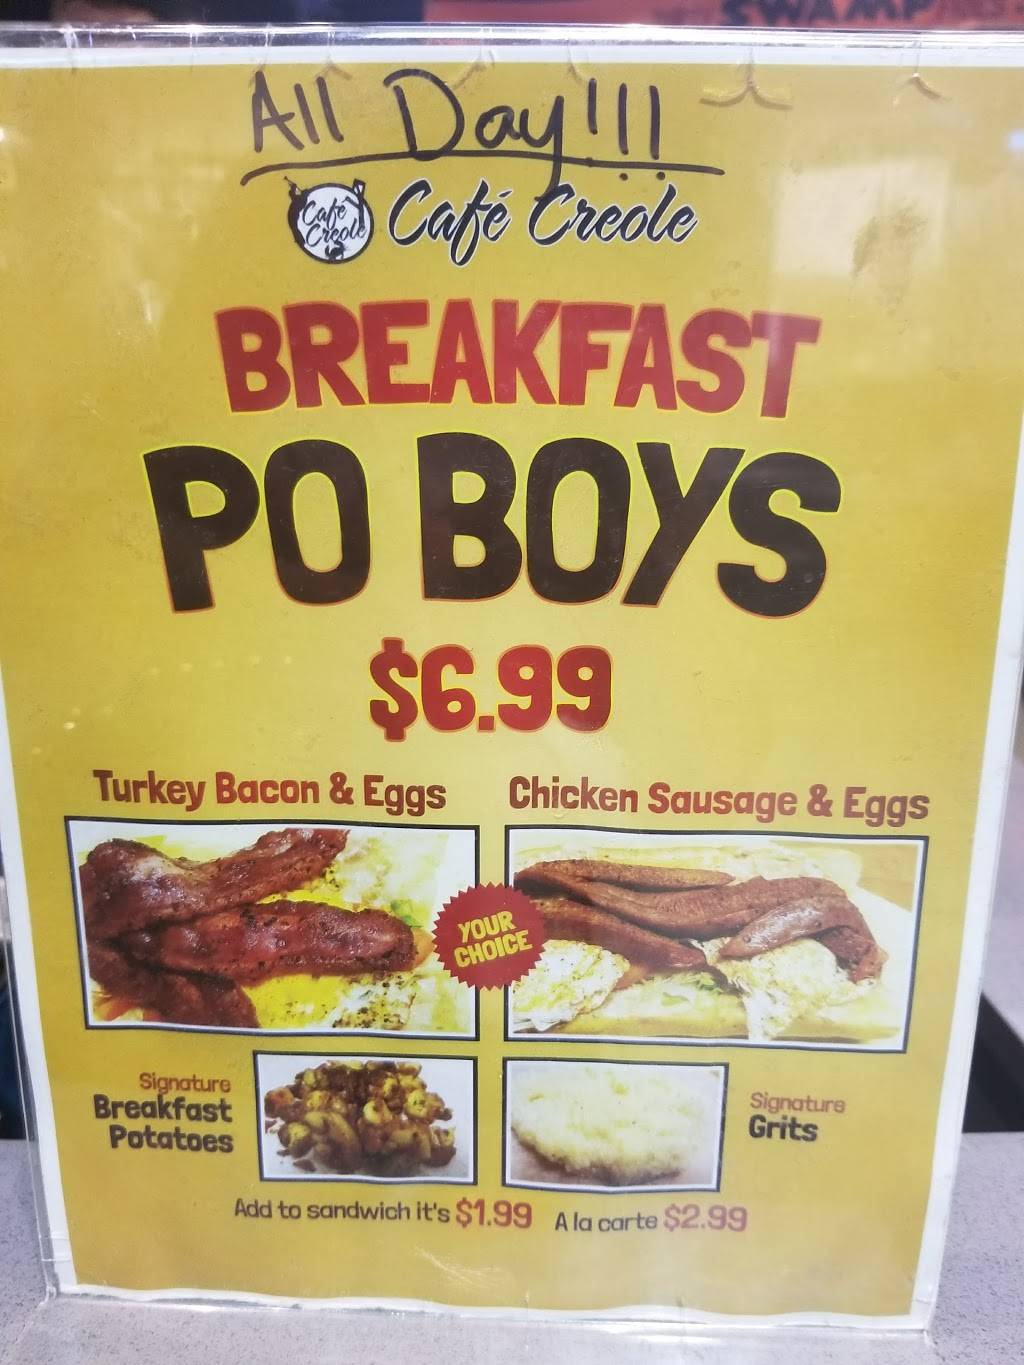 SWAMP
All Day!!!
Café Creole
Café Creole
BREAKFAST
PO BOYS
$6.99
Turkey Bacon & Eggs
Chicken Sausage & Eggs
YOUR
CHOICE
Signature
Breakfast
Potatoes
Signature
Grits
Add to sandwich it's $1.99
A la carte $2.99